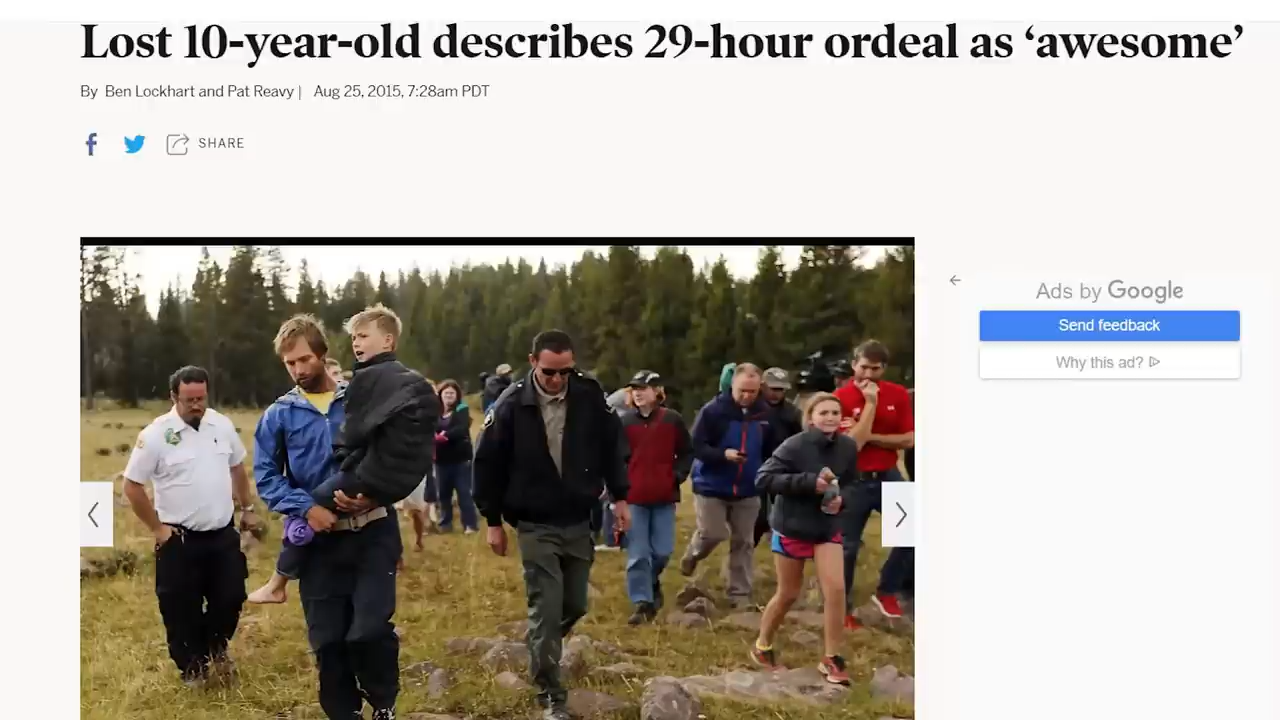 Lost 10-year-old describes 29-hour ordeal as ‘awesome’
By Ben Lockhart and Pat Reavy | Aug 25, 2015, 7:28am PDT
SHARE
Ads by Google
Send feedback
Why this ad?